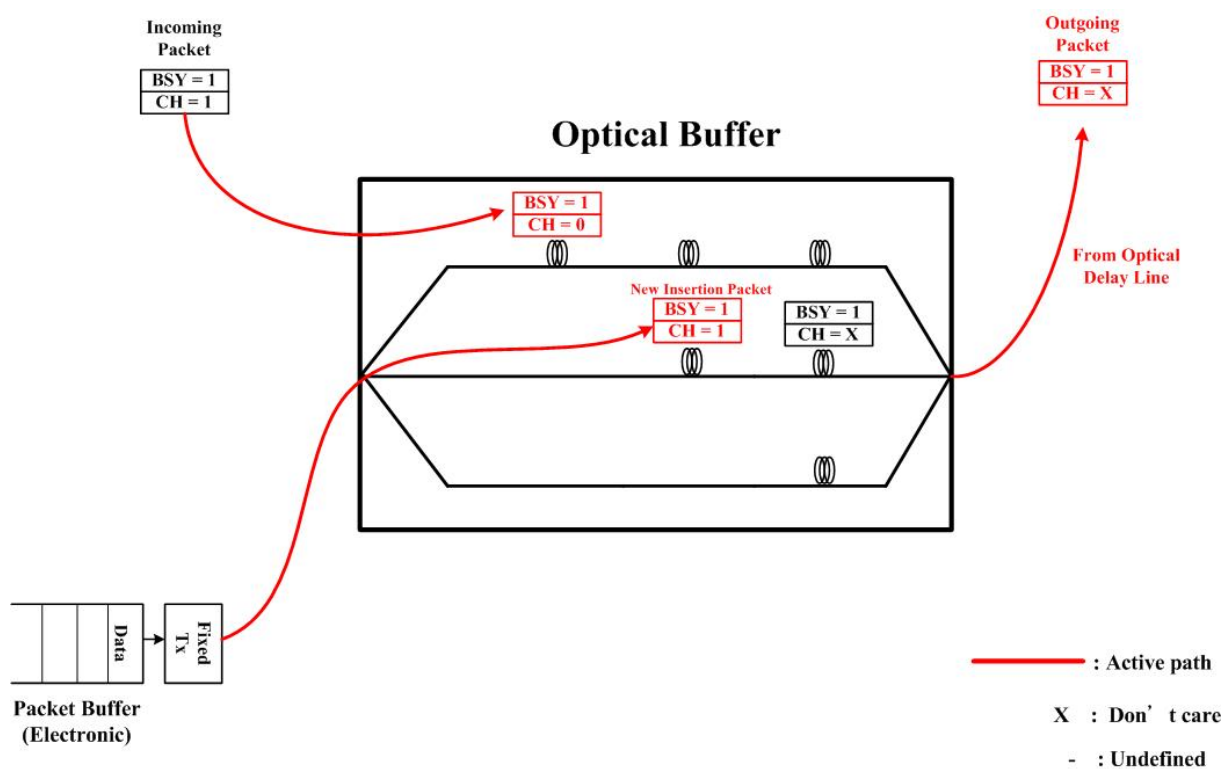 Incoming
Packet
BSY = 1
CH = 1
Outgoing
Packet
BSY = 1
CH = X
Optical Buffer
BSY = 1
CH = 0
From Optical
Delay Line
New Insertion Packet
BSY = 1
CH = 1
BSY = 1
CH = X
Data
Fixed
Tx
Packet Buffer
(Electronic)
: Active path
X : Don’ t care
- : Undefined